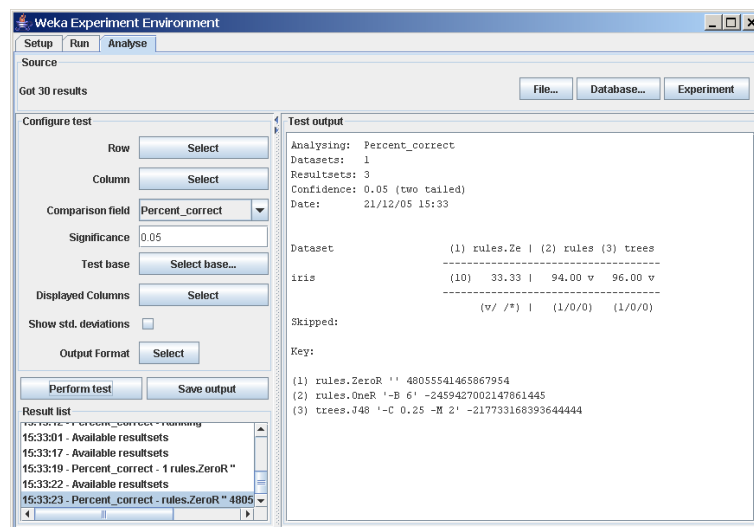 Weka Experiment Environment
Setup Run Analyse
Source
Got 30 results
File... Database... Experiment
Configure test
Row Select
Column Select
Comparison field Percent_correct
Significance 0.05
Test base Select base...
Displayed Columns Select
Show std. deviations
Output Format Select
Perform test Save output
Result list
15:33:01 - Available resultsets
15:33:17 - Available resultsets
15:33:19 - Percent_correct - 1 rules.ZeroR ''
15:33:22 - Available resultsets
15:33:23 - Percent_correct - rules.ZeroR '' 4805
Test output
Analysing: Percent_correct
Datasets: 1
Resultsets: 3
Confidence: 0.05 (two tailed)
Date: 21/12/05 15:33
Dataset (1) rules.Ze | (2) rules (3) trees
------------------------------------
iris (10) 33.33 | 94.00 v 96.00 v
------------------------------------
(v/ /*) | (1/0/0) (1/0/0)
Skipped:
Key:
(1) rules.ZeroR '' 48055541465867954
(2) rules.OneR '-B 6' -2459427002147861445
(3) trees.J48 '-C 0.25 -M 2' -217733168393644444